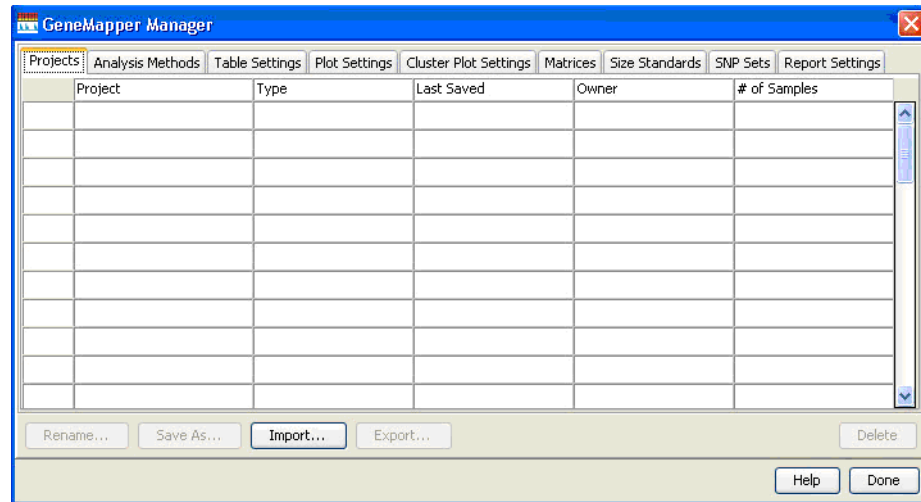 GeneMapper Manager
Projects Analysis Methods Table Settings Plot Settings Cluster Plot Settings Matrices Size Standards SNP Sets Report Settings
Project Type Last Saved Owner # of Samples
Rename... Save As... Import... Export... Delete
Help Done